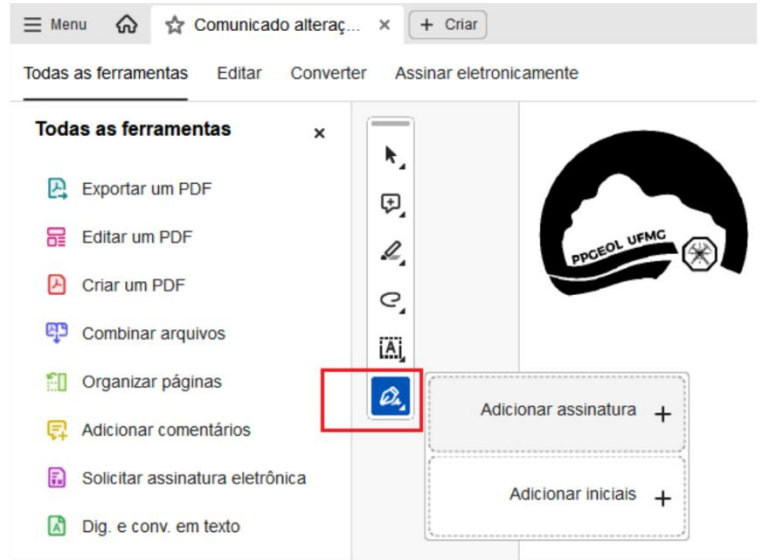 Menu
Comunicado alteraç...
Criar
Todas as ferramentas Editar Converter Assinar eletronicamente
Todas as ferramentas
Exportar um PDF
Editar um PDF
Criar um PDF
Combinar arquivos
Organizar páginas
Adicionar comentários
Solicitar assinatura eletrônica
Dig. e conv. em texto
Adicionar assinatura
Adicionar iniciais
PPGEOL UFMG